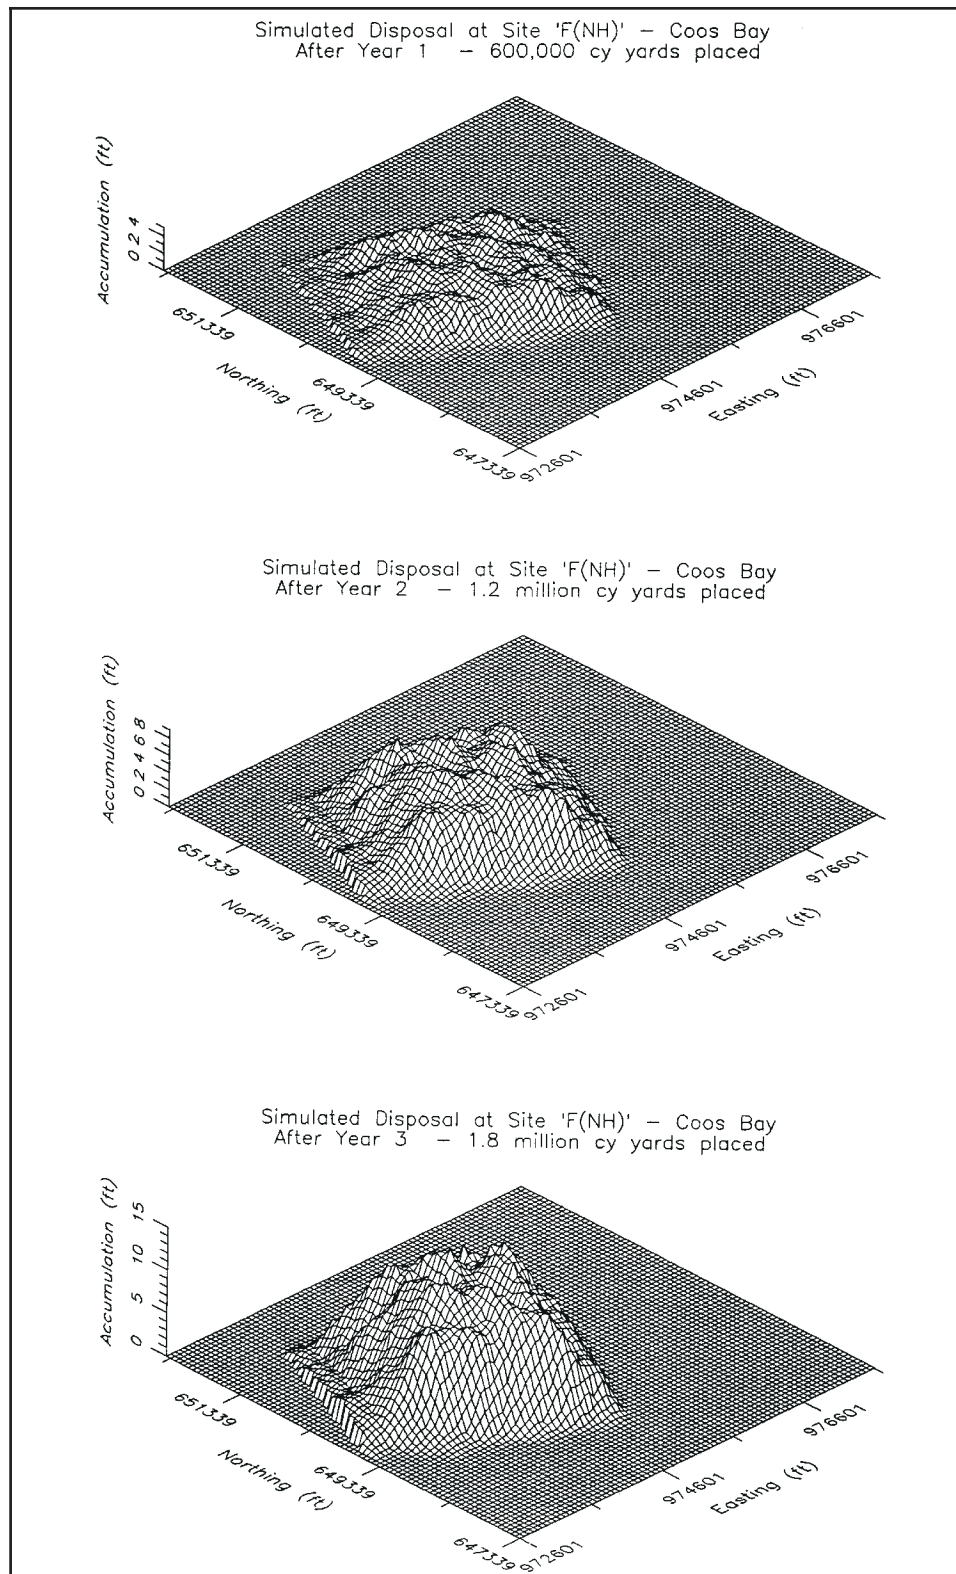 Simulated Disposal at Site 'F(NH)' – Coos Bay
After Year 1 – 600,000 cy yards placed
Accumulation (ft)
0 2 4
651339
Northing (ft)
649339
647339
972601
974601
Easting (ft)
976601
Simulated Disposal at Site 'F(NH)' – Coos Bay
After Year 2 – 1.2 million cy yards placed
Accumulation (ft)
0 2 4 6 8
651339
Northing (ft)
649339
647339
972601
974601
Easting (ft)
976601
Simulated Disposal at Site 'F(NH)' – Coos Bay
After Year 3 – 1.8 million cy yards placed
Accumulation (ft)
0 5 10 15
651339
Northing (ft)
649339
647339
972601
974601
Easting (ft)
976601